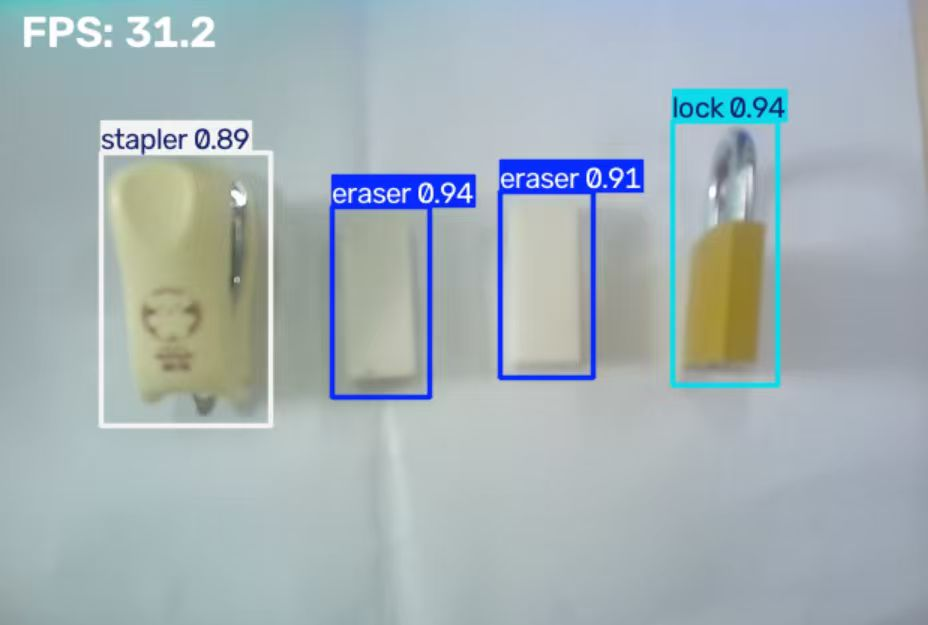 FPS: 31.2
stapler 0.89
eraser 0.94
eraser 0.91
lock 0.94